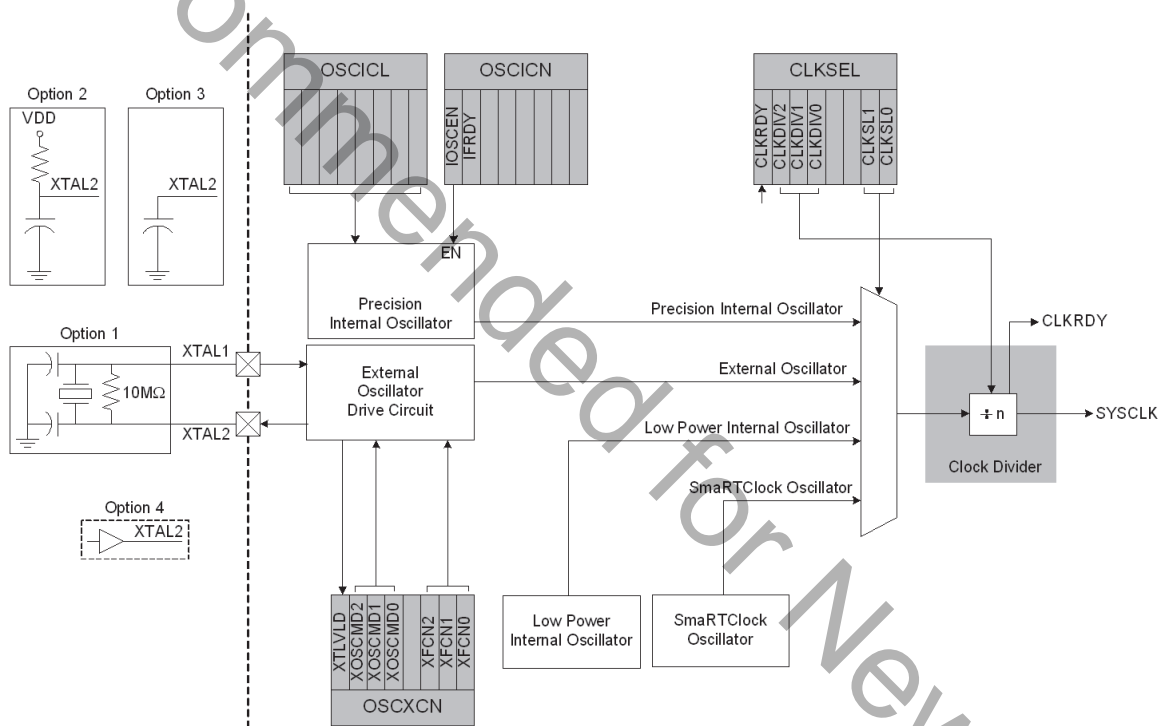 ommended for New
OSCICL
OSCICN
CLKSEL
IOSCEN
IFRDY
CLKRDY
CLKDIV2
CLKDIV1
CLKDIV0
CLKSL1
CLKSL0
Option 2
VDD
XTAL2
Option 3
XTAL2
EN
Precision
Internal Oscillator
Precision Internal Oscillator
CLKRDY
Option 1
10MΩ
XTAL1
XTAL2
External
Oscillator
Drive Circuit
External Oscillator
Low Power Internal Oscillator
SmaRTClock Oscillator
÷ n
SYSCLK
Clock Divider
Option 4
XTAL2
XTLVLD
XOSCMD2
XOSCMD1
XOSCMD0
XFCN2
XFCN1
XFCN0
OSCXCN
Low Power
Internal Oscillator
SmaRTClock
Oscillator